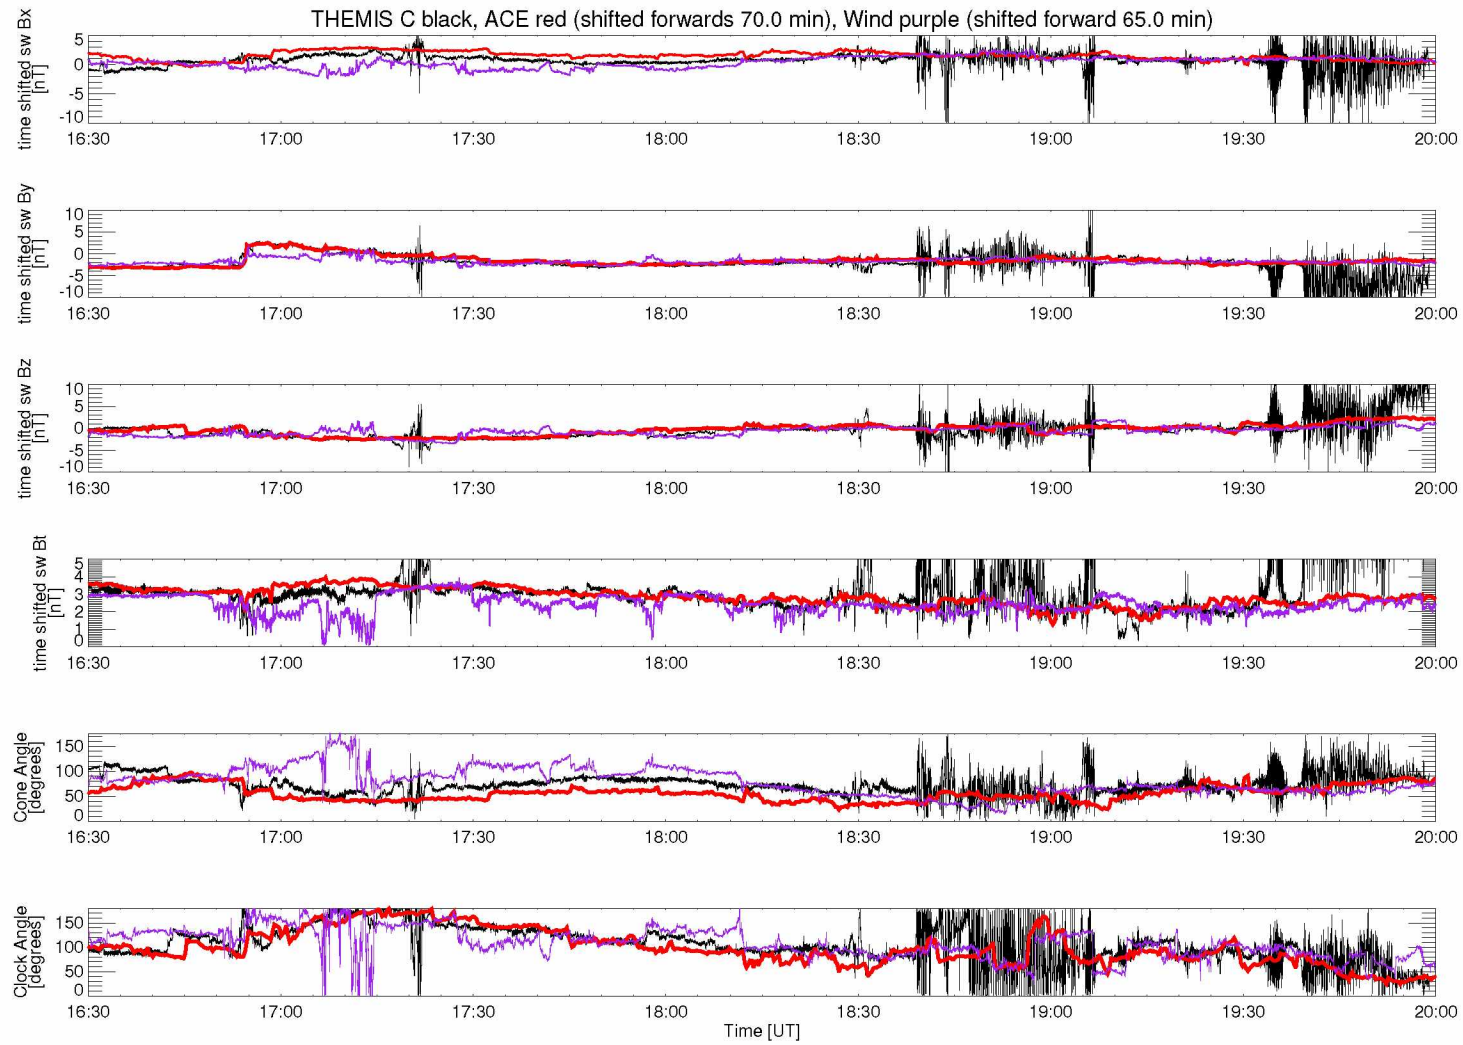 THEMIS C black, ACE red (shifted forwards 70.0 min), Wind purple (shifted forward 65.0 min)
time shifted sw Bx
[nT]
5
0
-5
-10
16:30 17:00 17:30 18:00 18:30 19:00 19:30 20:00
time shifted sw By
[nT]
10
5
0
-5
-10
16:30 17:00 17:30 18:00 18:30 19:00 19:30 20:00
time shifted sw Bz
[nT]
10
5
0
-5
-10
16:30 17:00 17:30 18:00 18:30 19:00 19:30 20:00
time shifted sw Bt
[nT]
5
4
3
2
1
0
16:30 17:00 17:30 18:00 18:30 19:00 19:30 20:00
Cone Angle
[degrees]
150
100
50
0
16:30 17:00 17:30 18:00 18:30 19:00 19:30 20:00
Clock Angle
[degrees]
150
100
50
0
16:30 17:00 17:30 18:00 18:30 19:00 19:30 20:00
Time [UT]